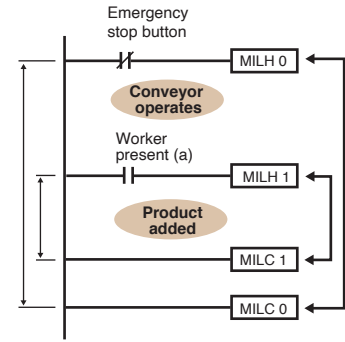 Emergency
stop button
MILH 0
Conveyor
operates
Worker
present (a)
MILH 1
Product
added
MILC 1
MILC 0